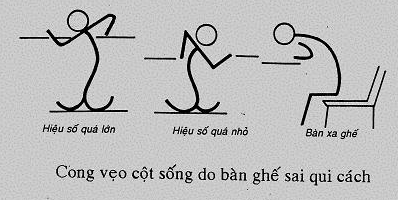 Hiệu số quá lớn
Hiệu số quá nhỏ
Bàn xa ghế
Cong vẹo cột sống do bàn ghế sai qui cách